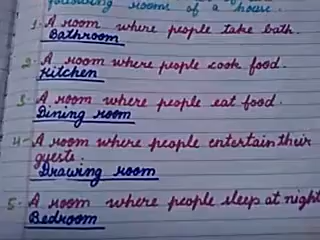 following rooms of a house.
1. A room where people take bath.
Bathroom
2. A room where people cook food.
Kitchen
3. A room where people eat food.
Dining room
4- A room where people entertain their
guests.
Drawing room
5. A room where people sleep at night
Bedroom